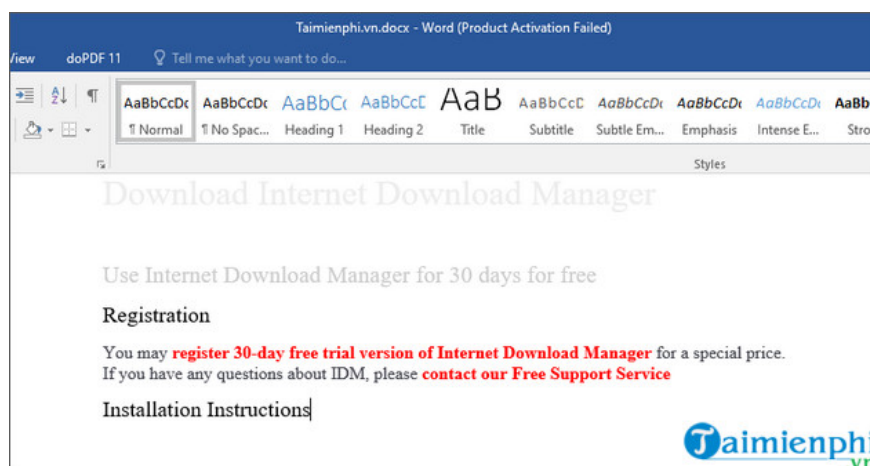 Taimienphi.vn.docx - Word (Product Activation Failed)
View doPDF 11 Tell me what you want to do...
AaBbCcDc AaBbCcDc AaBbC( AaBbCcE AaB AaBbCcD AaBbCcDc AaBbCcDc AaBbCcDc AaBb
¶ Normal ¶ No Spac... Heading 1 Heading 2 Title Subtitle Subtle Em... Emphasis Intense E... Stro
Styles
Download Internet Download Manager
Use Internet Download Manager for 30 days for free
Registration
You may register 30-day free trial version of Internet Download Manager for a special price.
If you have any questions about IDM, please contact our Free Support Service
Installation Instructions
Taimienphi
vn